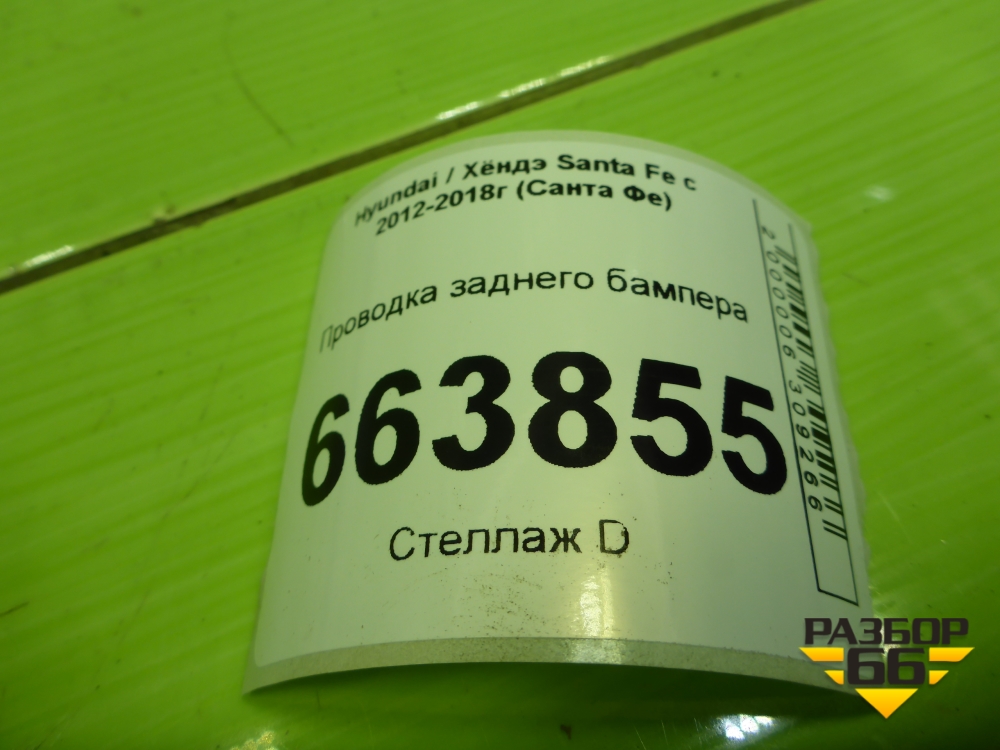 Hyundai / Хёндэ Santa Fe с
2012-2018г (Санта Фе)
Проводка заднего бампера
663855
Стеллаж D
2000006309266
РАЗБОР
66